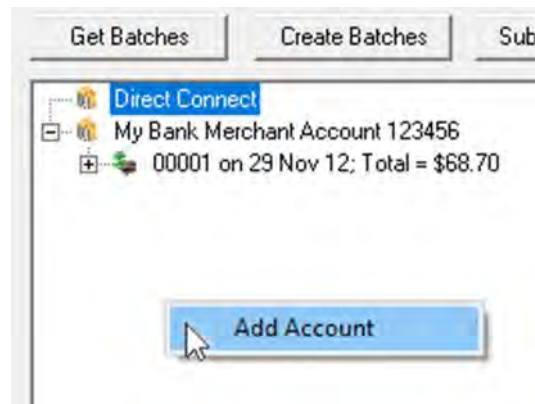 Get Batches Create Batches Sub
Direct Connect
My Bank Merchant Account 123456
00001 on 29 Nov 12; Total = $68.70
Add Account